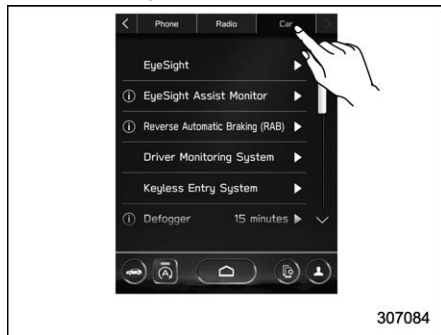 Phone Radio Car
EyeSight
EyeSight Assist Monitor
Reverse Automatic Braking (RAB)
Driver Monitoring System
Keyless Entry System
Defogger 15 minutes
307084